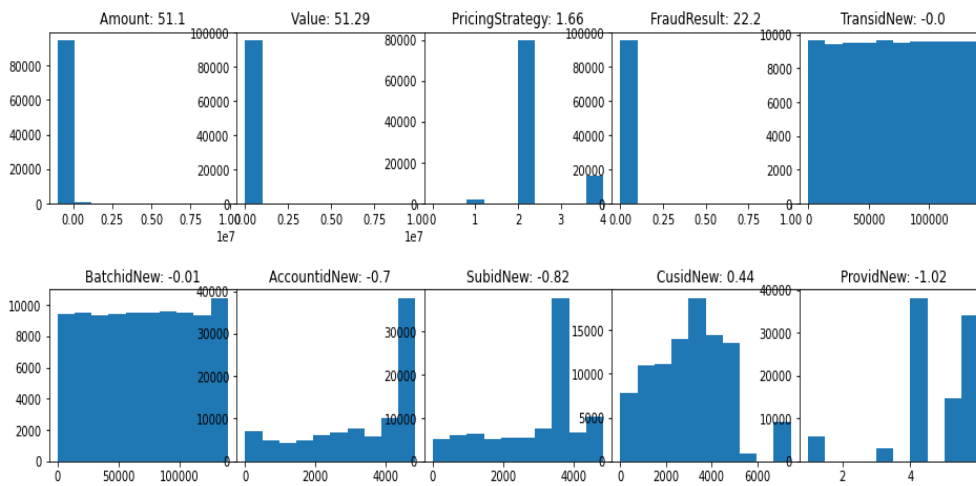 Amount: 51.1
80000
60000
40000
20000
0
0.00 0.25 0.50 0.75
1e7
Value: 51.29
100000
80000
60000
40000
20000
0
0.00 0.25 0.50 0.75
1e7
PricingStrategy: 1.66
80000
60000
40000
20000
0
0 1 2 3 4
FraudResult: 22.2
100000
80000
60000
40000
20000
0
0.00 0.25 0.50 0.75 1.00
TransidNew: -0.0
10000
8000
6000
4000
2000
0
0 50000 100000
BatchidNew: -0.01
10000
8000
6000
4000
2000
0
0 50000 100000
AccountidNew: -0.7
40000
30000
20000
10000
0
0 2000 4000
SubidNew: -0.82
30000
20000
10000
0
0 2000 4000
CusidNew: 0.44
15000
10000
5000
0
0 2000 4000 6000
ProvidNew: -1.02
40000
30000
20000
10000
0
2 4